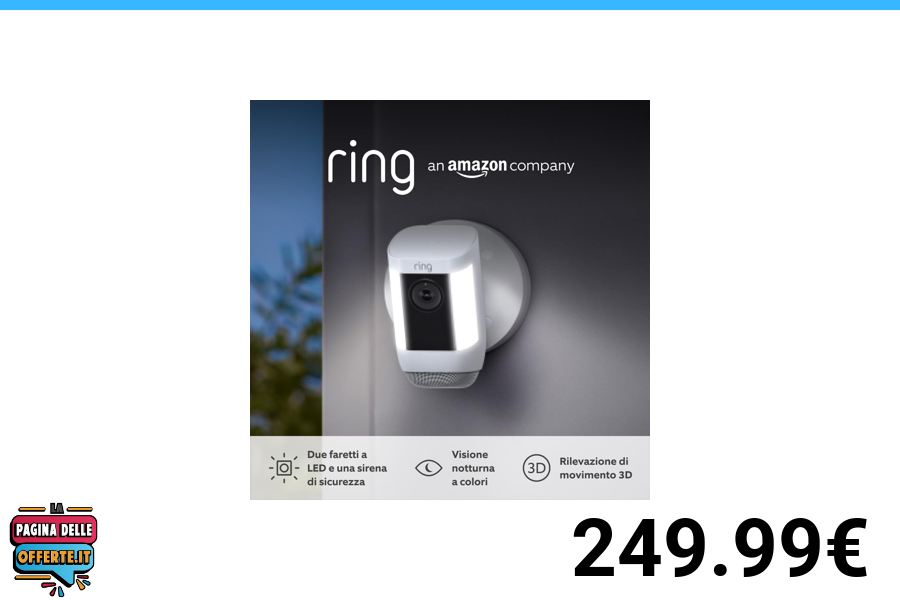 ring an amazon company
ring
Due faretti a
LED e una sirena
di sicurezza
Visione
notturna
a colori
3D
Rilevazione di
movimento 3D
LA
PAGINA DELLE
OFFERTE.IT
249.99€